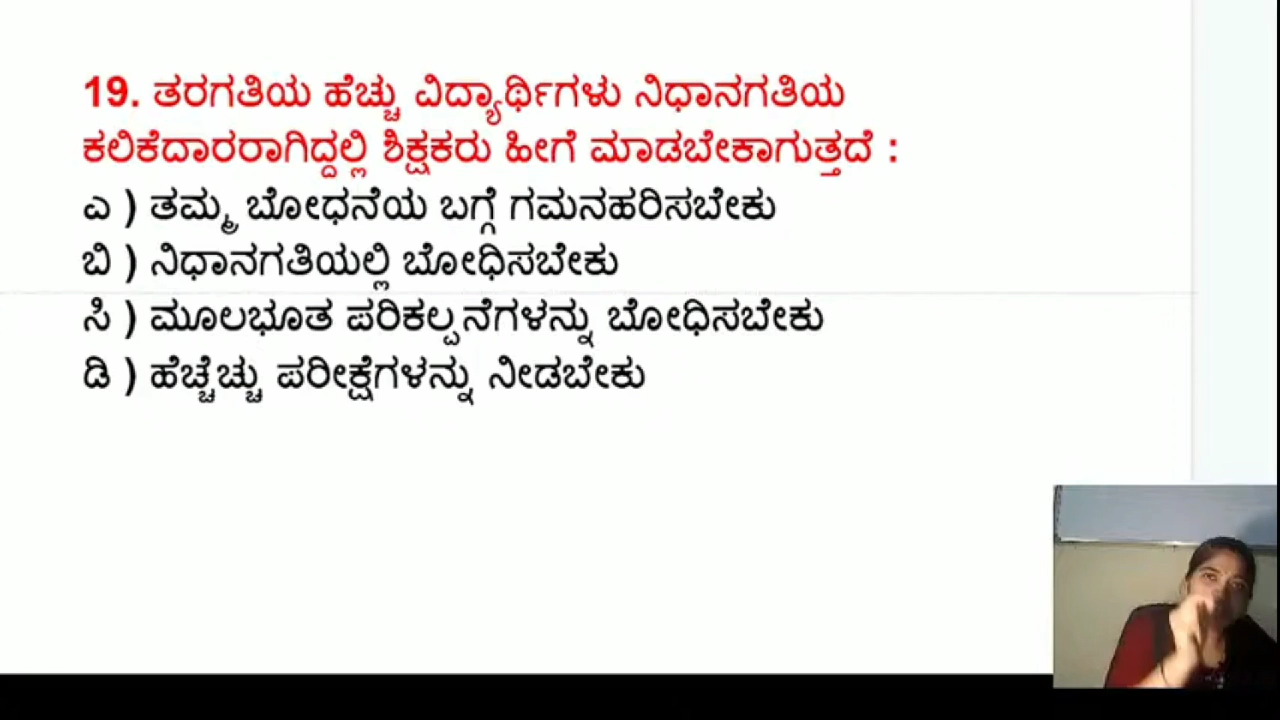 19. ತರಗತಿಯ ಹೆಚ್ಚು ವಿದ್ಯಾರ್ಥಿಗಳು ನಿಧಾನಗತಿಯ
ಕಲಿಕೆದಾರರಾಗಿದ್ದಲ್ಲಿ ಶಿಕ್ಷಕರು ಹೀಗೆ ಮಾಡಬೇಕಾಗುತ್ತದೆ :
ಎ ) ತಮ್ಮ ಬೋಧನೆಯ ಬಗ್ಗೆ ಗಮನಹರಿಸಬೇಕು
ಬಿ ) ನಿಧಾನಗತಿಯಲ್ಲಿ ಬೋಧಿಸಬೇಕು
ಸಿ ) ಮೂಲಭೂತ ಪರಿಕಲ್ಪನೆಗಳನ್ನು ಬೋಧಿಸಬೇಕು
ಡಿ ) ಹೆಚ್ಚೆಚ್ಚು ಪರೀಕ್ಷೆಗಳನ್ನು ನೀಡಬೇಕು